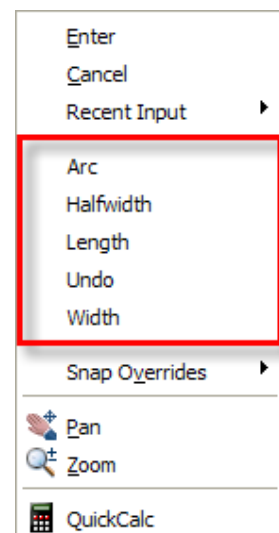 Enter
Cancel
Recent Input
Arc
Halfwidth
Length
Undo
Width
Snap Overrides
Pan
Zoom
QuickCalc